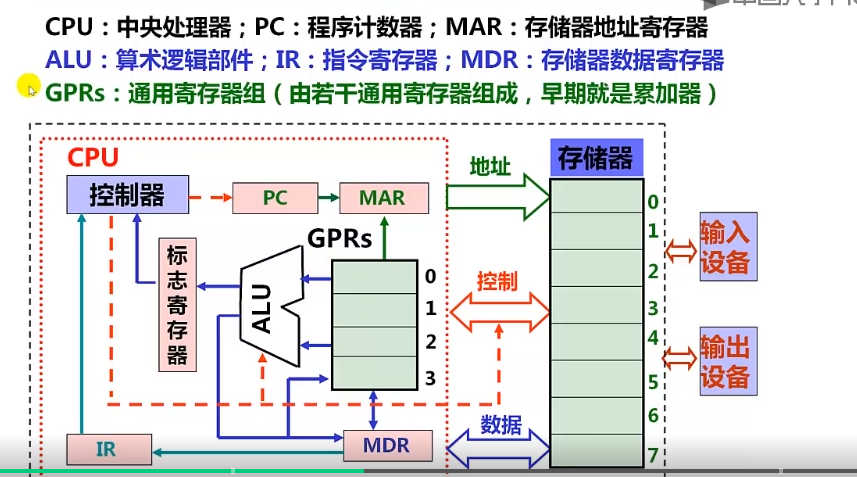 CPU：中央处理器；PC：程序计数器；MAR：存储器地址寄存器
ALU：算术逻辑部件；IR：指令寄存器；MDR：存储器数据寄存器
GPRs：通用寄存器组（由若干通用寄存器组成，早期就是累加器）
CPU
控制器
PC
MAR
地址
存储器
0
1
2
3
4
5
6
7
输入
设备
输出
设备
控制
数据
GPRs
0
1
2
3
标
志
寄
存
器
ALU
IR
MDR